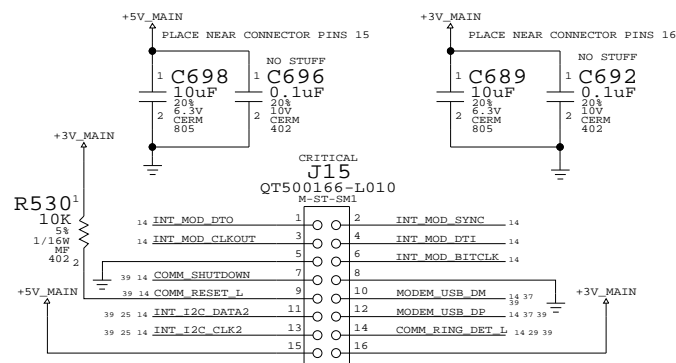 +5V_MAIN
PLACE NEAR CONNECTOR PINS 15
1 C698
10uF
20%
6.3V
2 CERM
805
NO STUFF
1 C696
0.1uF
20%
10V
2 CERM
402
+3V_MAIN
PLACE NEAR CONNECTOR PINS 16
1 C689
10uF
20%
6.3V
2 CERM
805
NO STUFF
1 C692
0.1uF
20%
10V
2 CERM
402
+3V_MAIN
R530 1
10K
5%
1/16W
MF
402 2
CRITICAL
J15
QT500166-L010
M-ST-SM1
14 INT_MOD_DTO 1 2 INT_MOD_SYNC 14
14 INT_MOD_CLKOUT 3 4 INT_MOD_DTI 14
5 6 INT_MOD_BITCLK 14
39 14 COMM_SHUTDOWN 7 8
39 14 COMM_RESET_L 9 10 MODEM_USB_DM 14 37 39
39 25 14 INT_I2C_DATA2 11 12 MODEM_USB_DP 14 37 39
39 25 14 INT_I2C_CLK2 13 14 COMM_RING_DET_L 14 29 39
+5V_MAIN 15 16 +3V_MAIN